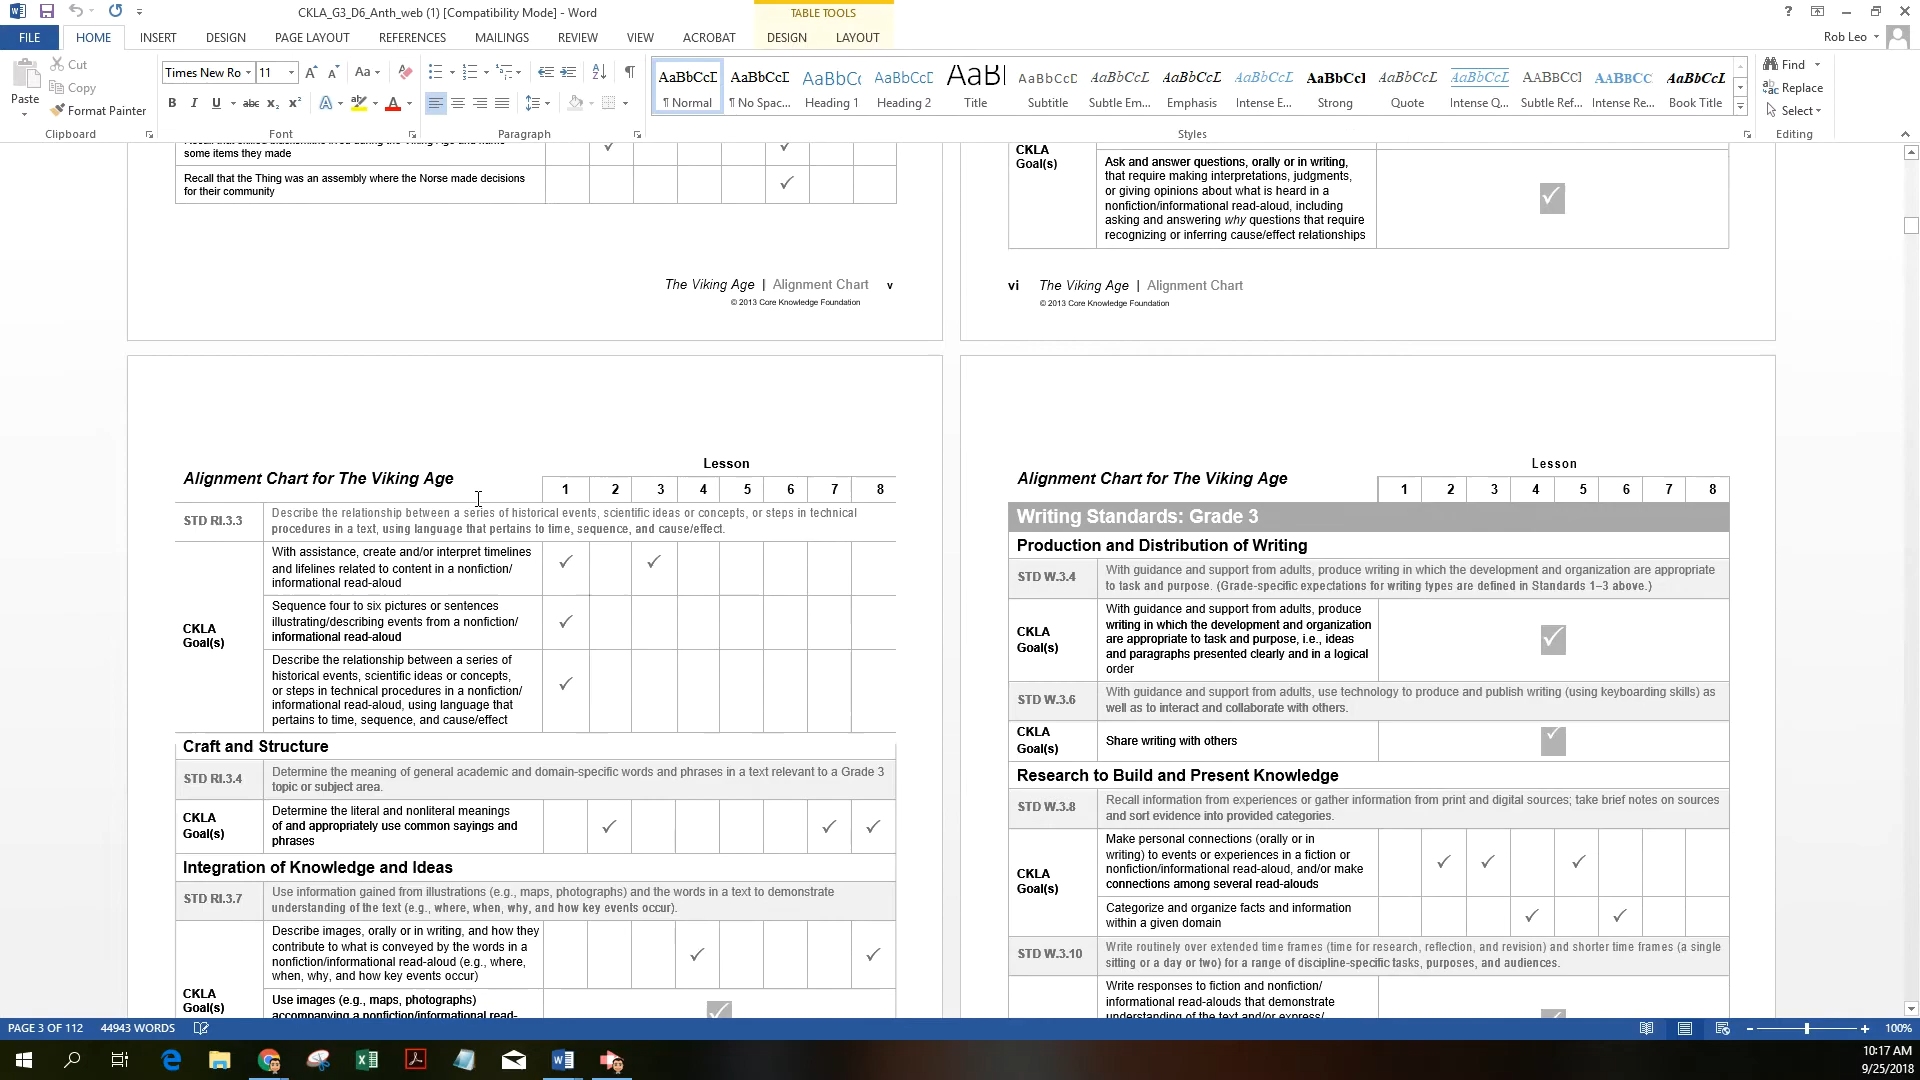 CKLA_G3_D6_Anth_web (1) [Compatibility Mode] - Word
TABLE TOOLS
?
FILE
HOME
INSERT
DESIGN
PAGE LAYOUT
REFERENCES
MAILINGS
REVIEW
VIEW
ACROBAT
DESIGN
LAYOUT
Rob Leo
Paste
Cut
Copy
Format Painter
Times New Ro
11
AaBbCcD
¶ Normal
AaBbCcD
¶ No Spac...
AaBbCc
Heading 1
AaBbCcD
Heading 2
AaBl
Title
AaBbCcD
Subtitle
AaBbCcL
Subtle Em...
AaBbCcL
Emphasis
AaBbCcL
Intense E...
AaBbCcl
Strong
AaBbCcL
Quote
AaBbCcL
Intense Q...
AABBCCI
Subtle Ref...
AABBCC
Intense Re...
AaBbCcL
Book Title
Find
Replace
Select
Clipboard
Font
Paragraph
Styles
Editing
some items they made
Recall that the Thing was an assembly where the Norse made decisions
for their community
The Viking Age | Alignment Chart v
© 2013 Core Knowledge Foundation
CKLA
Goal(s)
Ask and answer questions, orally or in writing,
that require making interpretations, judgments,
or giving opinions about what is heard in a
nonfiction/informational read-aloud, including
asking and answering why questions that require
recognizing or inferring cause/effect relationships
vi The Viking Age | Alignment Chart
© 2013 Core Knowledge Foundation
Alignment Chart for The Viking Age
Lesson
1 2 3 4 5 6 7 8
STD RI.3.3
Describe the relationship between a series of historical events, scientific ideas or concepts, or steps in technical
procedures in a text, using language that pertains to time, sequence, and cause/effect.
CKLA
Goal(s)
With assistance, create and/or interpret timelines
and lifelines related to content in a nonfiction/
informational read-aloud
Sequence four to six pictures or sentences
illustrating/describing events from a nonfiction/
informational read-aloud
Describe the relationship between a series of
historical events, scientific ideas or concepts,
or steps in technical procedures in a nonfiction/
informational read-aloud, using language that
pertains to time, sequence, and cause/effect
Craft and Structure
STD RI.3.4
Determine the meaning of general academic and domain-specific words and phrases in a text relevant to a Grade 3
topic or subject area.
CKLA
Goal(s)
Determine the literal and nonliteral meanings
of and appropriately use common sayings and
phrases
Integration of Knowledge and Ideas
STD RI.3.7
Use information gained from illustrations (e.g., maps, photographs) and the words in a text to demonstrate
understanding of the text (e.g., where, when, why, and how key events occur).
CKLA
Goal(s)
Describe images, orally or in writing, and how they
contribute to what is conveyed by the words in a
nonfiction/informational read-aloud (e.g., where,
when, why, and how key events occur)
Use images (e.g., maps, photographs)
accompanying a nonfiction/informational read-
Alignment Chart for The Viking Age
Lesson
1 2 3 4 5 6 7 8
Writing Standards: Grade 3
Production and Distribution of Writing
STD W.3.4
With guidance and support from adults, produce writing in which the development and organization are appropriate
to task and purpose. (Grade-specific expectations for writing types are defined in Standards 1–3 above.)
CKLA
Goal(s)
With guidance and support from adults, produce
writing in which the development and organization
are appropriate to task and purpose, i.e., ideas
and paragraphs presented clearly and in a logical
order
STD W.3.6
With guidance and support from adults, use technology to produce and publish writing (using keyboarding skills) as
well as to interact and collaborate with others.
CKLA
Goal(s)
Share writing with others
Research to Build and Present Knowledge
STD W.3.8
Recall information from experiences or gather information from print and digital sources; take brief notes on sources
and sort evidence into provided categories.
CKLA
Goal(s)
Make personal connections (orally or in
writing) to events or experiences in a fiction or
nonfiction/informational read-aloud, and/or make
connections among several read-alouds
Categorize and organize facts and information
within a given domain
STD W.3.10
Write routinely over extended time frames (time for research, reflection, and revision) and shorter time frames (a single
sitting or a day or two) for a range of discipline-specific tasks, purposes, and audiences.
Write responses to fiction and nonfiction/
informational read-alouds that demonstrate
understanding of the text and/or express/
PAGE 3 OF 112
44943 WORDS
100%
10:17 AM
9/25/2018